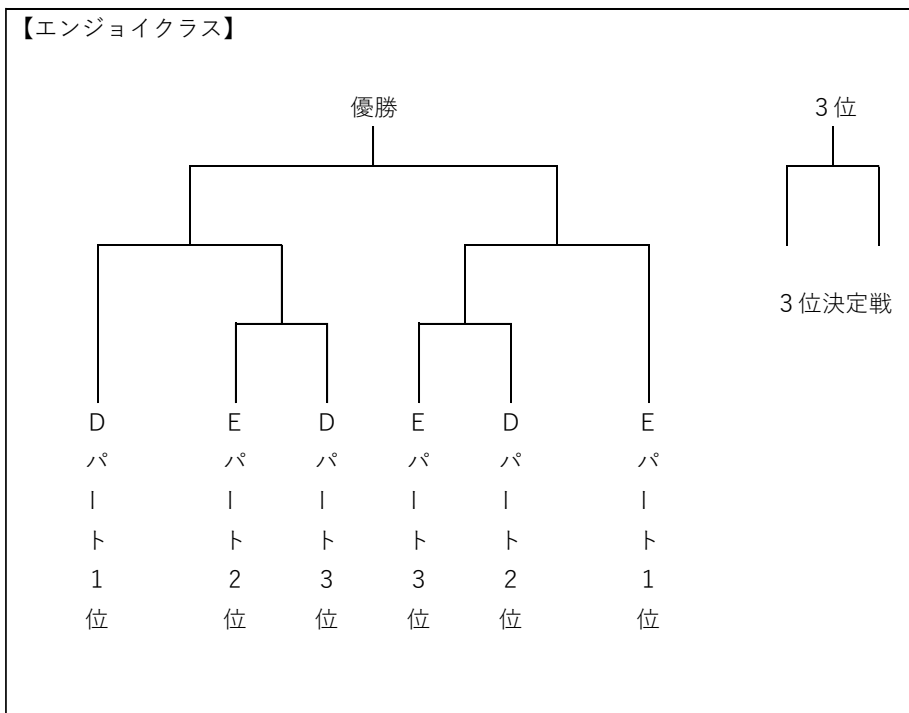 【エンジョイクラス】
優勝
3位
3位決定戦
Dパート1位
Eパート2位
Dパート3位
Eパート3位
Dパート2位
Eパート1位